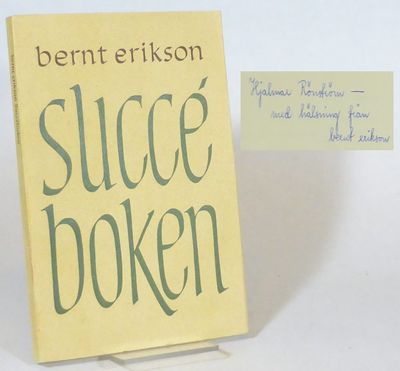 bernt erikson
succé
boken
Hjalmar Rönström —
med hälsning från
bernt erikson